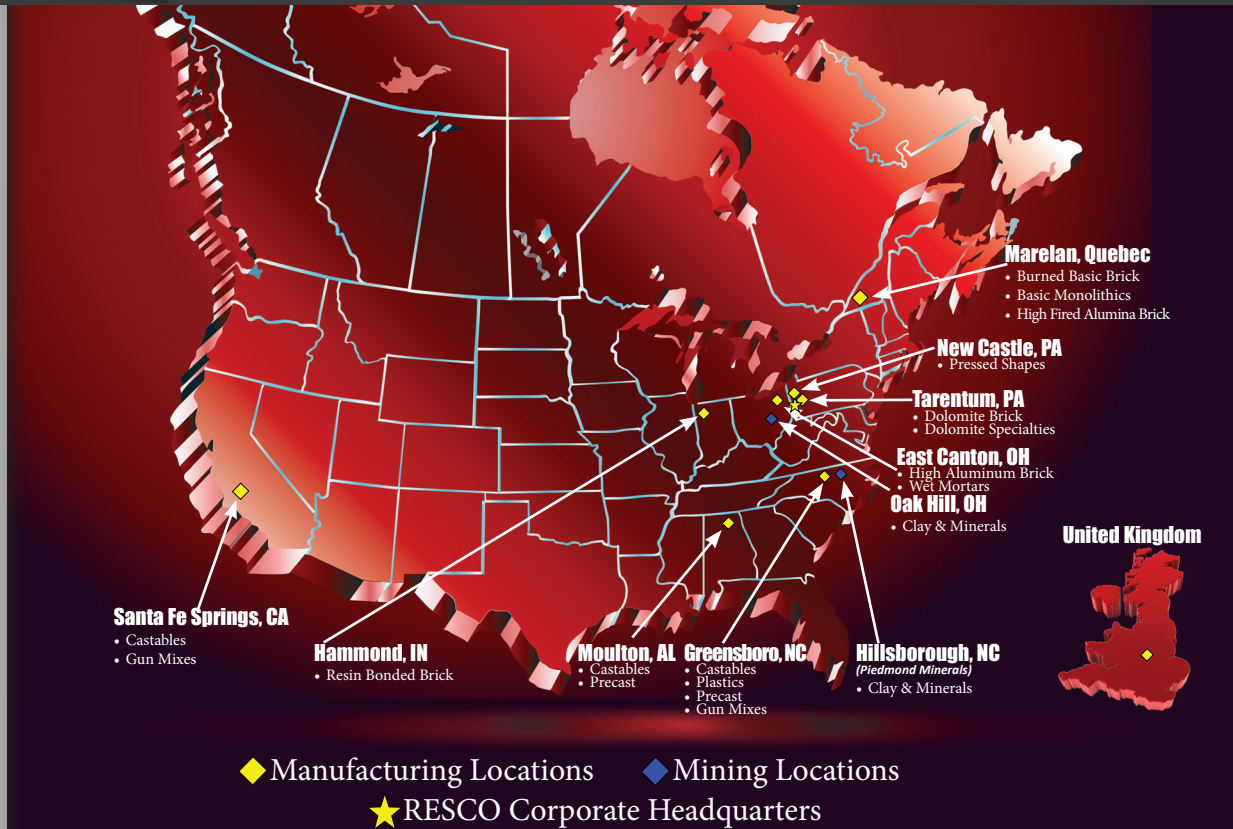 Marelan, Quebec
• Burned Basic Brick
• Basic Monolithics
• High Fired Alumina Brick
New Castle, PA
• Pressed Shapes
Tarentum, PA
• Dolomite Brick
• Dolomite Specialties
East Canton, OH
• High Aluminum Brick
• Wet Mortars
Oak Hill, OH
• Clay & Minerals
United Kingdom
Santa Fe Springs, CA
• Castables
• Gun Mixes
Hammond, IN
• Resin Bonded Brick
Moulton, AL
• Castables
• Precast
Greensboro, NC
• Castables
• Plastics
• Precast
• Gun Mixes
Hillsborough, NC
(Piedmond Minerals)
• Clay & Minerals
Manufacturing Locations
Mining Locations
RESCO Corporate Headquarters